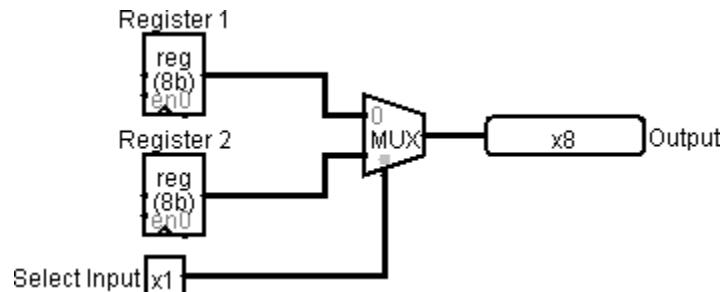 Register 1
reg
(8b)
en0
0
MUX
x8
Output
Register 2
reg
(8b)
en0
Select Input
x1